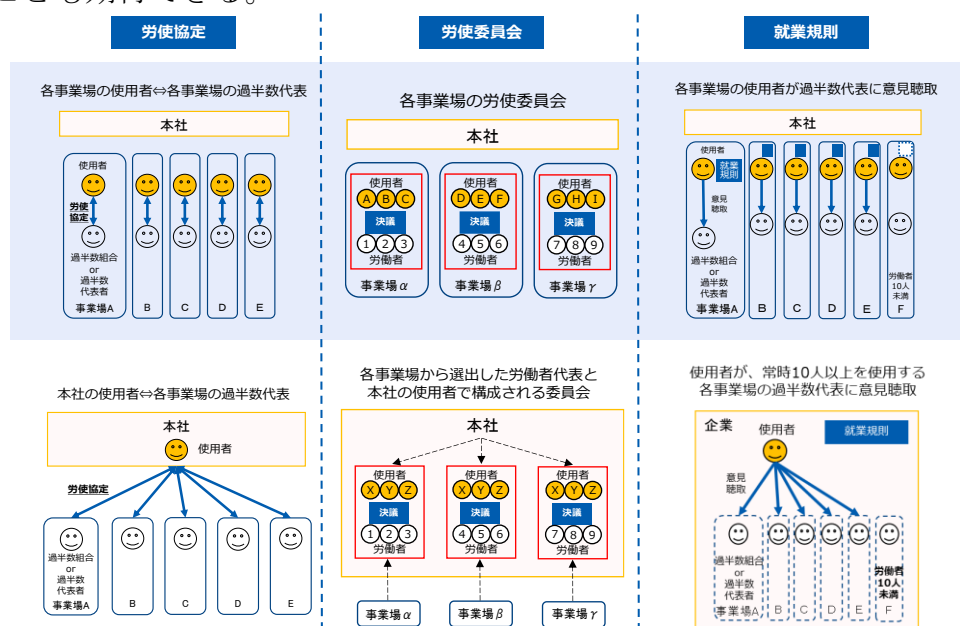 ことも期待できる。
労使協定
各事業場の使用者⇔各事業場の過半数代表
本社
使用者
労使
協定
過半数組合
or
過半数
代表者
事業場A
B
C
D
E
本社の使用者⇔各事業場の過半数代表
本社
使用者
労使協定
過半数組合
or
過半数
代表者
事業場A
B
C
D
E
労使委員会
各事業場の労使委員会
本社
使用者
A B C
決議
1 2 3
労働者
事業場α
使用者
D E F
決議
4 5 6
労働者
事業場β
使用者
G H I
決議
7 8 9
労働者
事業場γ
各事業場から選出した労働者代表と
本社の使用者で構成される委員会
本社
使用者
X Y Z
決議
1 2 3
労働者
事業場α
使用者
X Y Z
決議
4 5 6
労働者
事業場β
使用者
X Y Z
決議
7 8 9
労働者
事業場γ
就業規則
各事業場の使用者が過半数代表に意見聴取
本社
使用者
就業
規則
意見
聴取
過半数組合
or
過半数
代表者
事業場A
B
C
D
E
労働者
10人
未満
F
使用者が、常時10人以上を使用する
各事業場の過半数代表に意見聴取
企業
使用者
就業規則
意見
聴取
過半数組合
or
過半数
代表者
事業場A
B
C
D
E
労働者
10人
未満
F